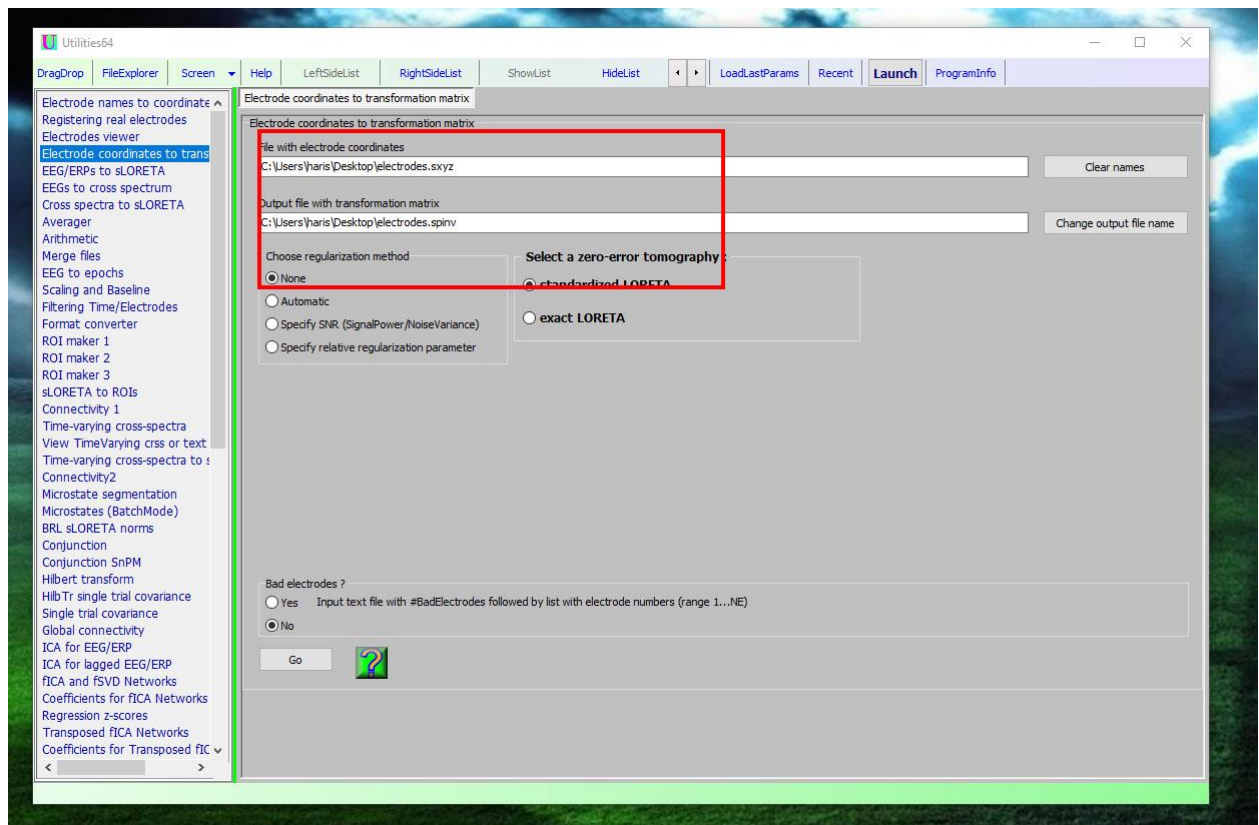 Utilities64
DragDrop FileExplorer Screen Help LeftSideList RightSideList ShowList HideList LoadLastParams Recent Launch ProgramInfo
Electrode names to coordinate
Registering real electrodes
Electrodes viewer
Electrode coordinates to trans
EEG/ERPs to sLORETA
EEGs to cross spectrum
Cross spectra to sLORETA
Averager
Arithmetic
Merge files
EEG to epochs
Scaling and Baseline
Filtering Time/Electrodes
Format converter
ROI maker 1
ROI maker 2
ROI maker 3
sLORETA to ROIs
Connectivity 1
Time-varying cross-spectra
View TimeVarying crss or text
Time-varying cross-spectra to s
Connectivity2
Microstate segmentation
Microstates (BatchMode)
BRL sLORETA norms
Conjunction
Conjunction SnPM
Hilbert transform
HilbTr single trial covariance
Single trial covariance
Global connectivity
ICA for EEG/ERP
ICA for lagged EEG/ERP
fICA and fSVD Networks
Coefficients for fICA Networks
Regression z-scores
Transposed fICA Networks
Coefficients for Transposed fIC
Electrode coordinates to transformation matrix
Electrode coordinates to transformation matrix
File with electrode coordinates
C:\Users\haris\Desktop\electrodes.sxyz
Clear names
Output file with transformation matrix
C:\Users\haris\Desktop\electrodes.spinv
Change output file name
Choose regularization method
None
Automatic
Specify SNR (SignalPower/NoiseVariance)
Specify relative regularization parameter
Select a zero-error tomography :
standardized LORETA
exact LORETA
Bad electrodes ?
Yes Input text file with #BadElectrodes followed by list with electrode numbers (range 1...NE)
No
Go